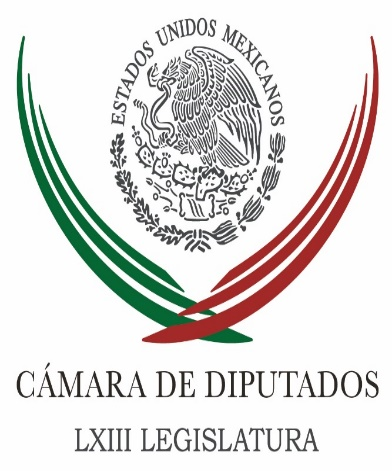 ESTADOS UNIDOS MEXICANOS
CÁMARA DE DIPUTADOS
LXIII LEGISLATURA